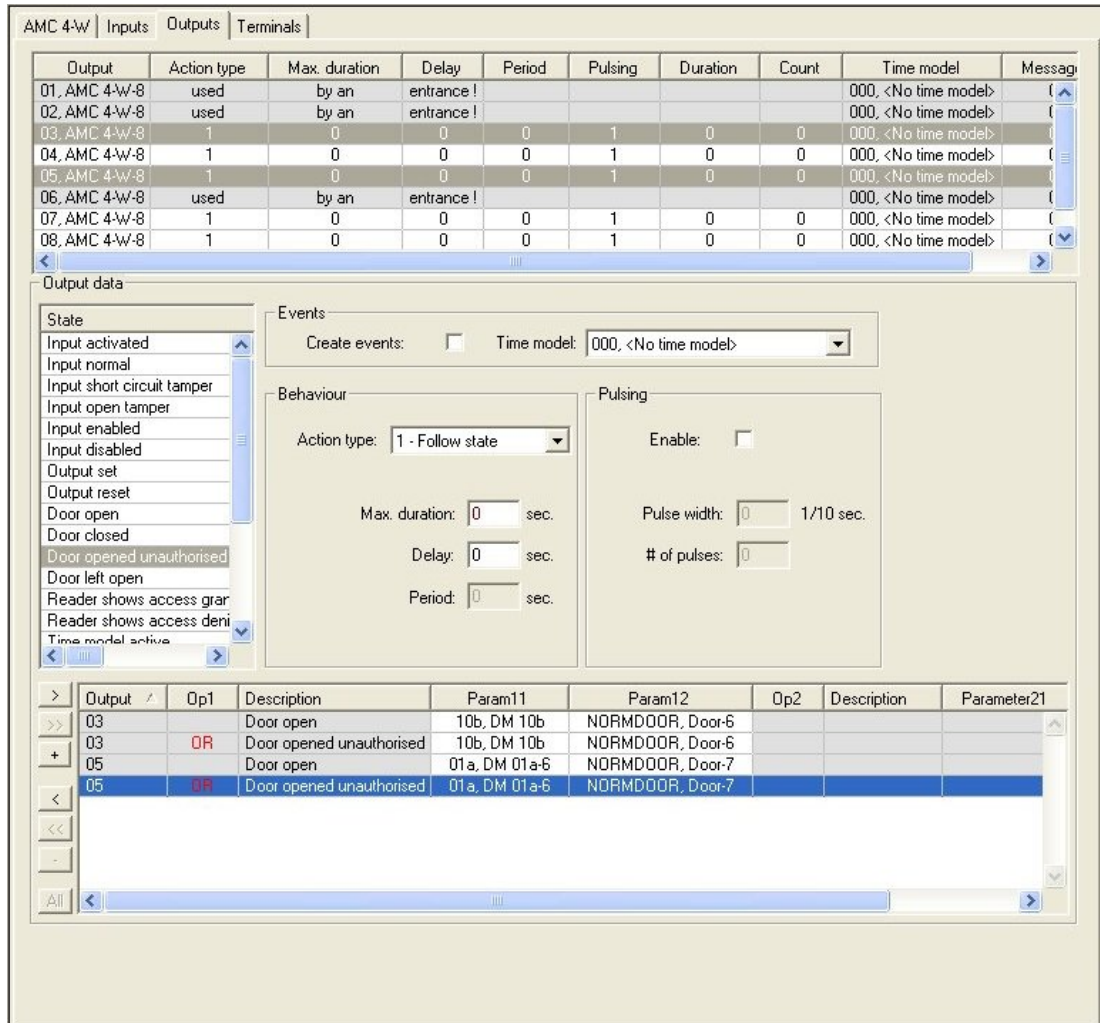 AMC 4-W Inputs Outputs Terminals
Output Action type Max. duration Delay Period Pulsing Duration Count Time model Messag
01, AMC 4-W-8 used by an entrance ! 000, <No time model>
02, AMC 4-W-8 used by an entrance ! 000, <No time model>
03, AMC 4-W-8 1 0 0 0 1 0 0 000, <No time model>
04, AMC 4-W-8 1 0 0 0 1 0 0 000, <No time model>
05, AMC 4-W-8 1 0 0 0 1 0 0 000, <No time model>
06, AMC 4-W-8 used by an entrance ! 000, <No time model>
07, AMC 4-W-8 1 0 0 0 1 0 0 000, <No time model>
08, AMC 4-W-8 1 0 0 0 1 0 0 000, <No time model>
Output data
State
Input activated
Input normal
Input short circuit tamper
Input open tamper
Input enabled
Input disabled
Output set
Output reset
Door open
Door closed
Door opened unauthorised
Door left open
Reader shows access gran
Reader shows access deni
Time model active
Events
Create events: Time model: 000, <No time model>
Behaviour
Action type: 1 - Follow state
Max. duration: 0 sec.
Delay: 0 sec.
Period: 0 sec.
Pulsing
Enable:
Pulse width: 0 1/10 sec.
# of pulses: 0
>
>>
+
<
<<
-
All
Output Op1 Description Param11 Param12 Op2 Description Parameter21
03 Door open 10b, DM 10b NORMDOOR, Door-6
03 OR Door opened unauthorised 10b, DM 10b NORMDOOR, Door-6
05 Door open 01a, DM 01a-6 NORMDOOR, Door-7
05 OR Door opened unauthorised 01a, DM 01a-6 NORMDOOR, Door-7